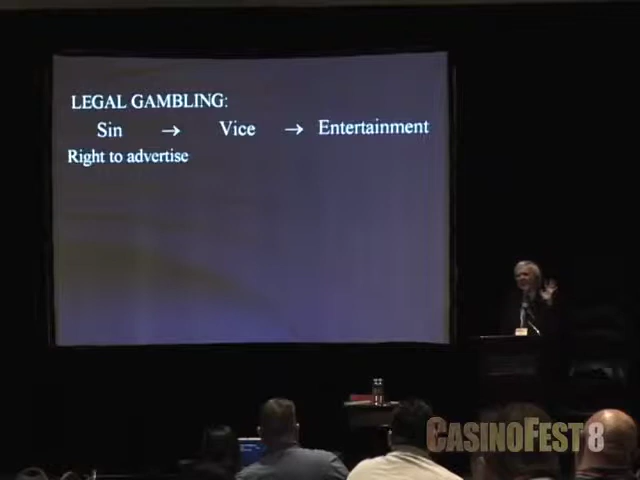 LEGAL GAMBLING:
Sin → Vice → Entertainment
Right to advertise
CASINOFEST8